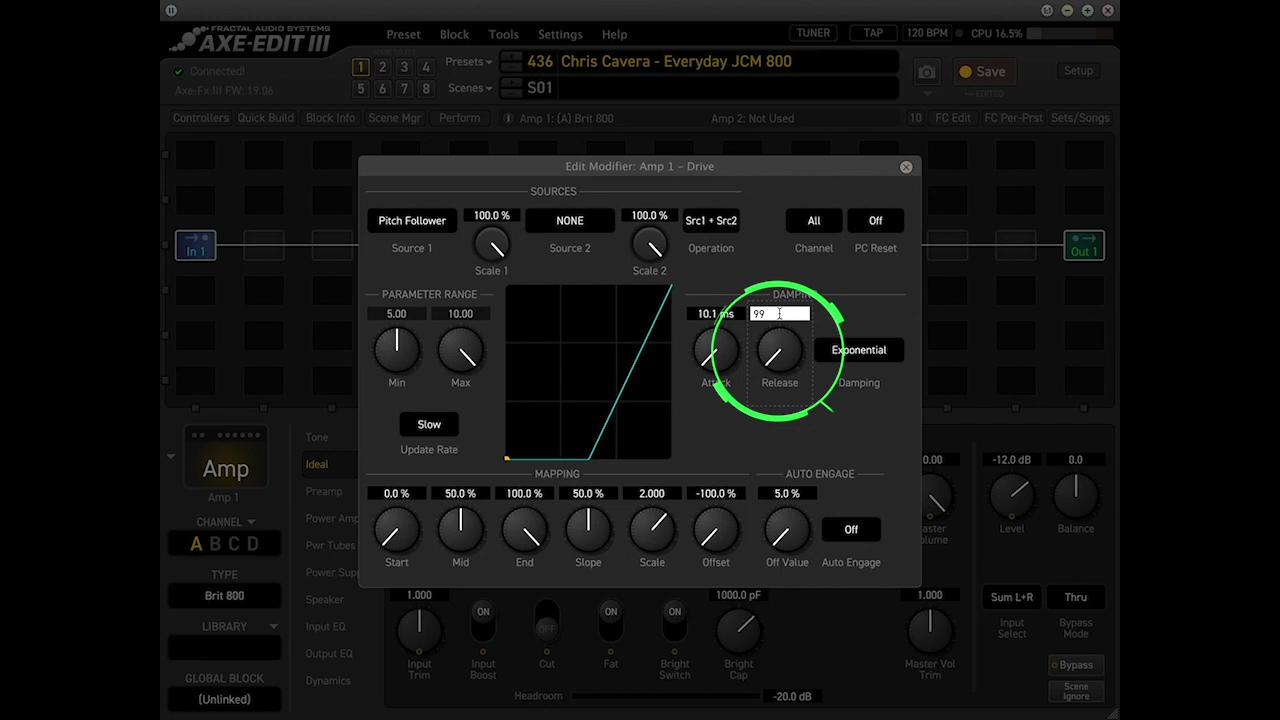 FRACTAL AUDIO SYSTEMS
AXE-EDIT III
Preset Block Tools Settings Help
TUNER TAP 120 BPM CPU 16.5%
Connected!
Axe-Fx III FW: 19.06
1 2 3 4
5 6 7 8
Presets 436 Chris Cavera - Everyday JCM 800
Scenes S01
Save
EDITED
Setup
Controllers Quick Build Block Info Scene Mgr Perform Amp 1: (A) Brit 800 Amp 2: Not Used 10 FC Edit FC Per-Prst Sets/Songs
Edit Modifier: Amp 1 – Drive
SOURCES
Pitch Follower 100.0 % NONE 100.0 % Src1 + Src2 All Off
Source 1 Scale 1 Source 2 Scale 2 Operation Channel PC Reset
In 1
Out 1
PARAMETER RANGE
5.00 10.00
Min Max
Slow
Update Rate
DAMPING
10.1 ms 99
Exponential
Attack Release Damping
MAPPING
0.0 % 50.0 % 100.0 % 50.0 % 2.000 -100.0 %
Start Mid End Slope Scale Offset
AUTO ENGAGE
5.0 % Off
Off Value Auto Engage
Amp
Amp 1
CHANNEL
A B C D
TYPE
Brit 800
LIBRARY
GLOBAL BLOCK
(Unlinked)
Tone
Ideal
Preamp
Power Amp
Pwr Tubes
Power Supp
Speaker
Input EQ
Output EQ
Dynamics
-12.0 dB 0.0
Level Balance
1.000 ON OFF ON ON 1000.0 pF 1.000
Input Trim
Input Boost
Cut
Fat
Bright Switch
Bright Cap
Master Vol Trim
Sum L+R Thru
Input Select
Bypass Mode
Bypass
Scene Ignore
Headroom -20.0 dB